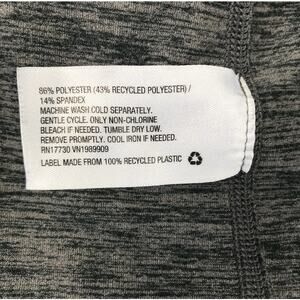 86% POLYESTER (43% RECYCLED POLYESTER) /
14% SPANDEX
MACHINE WASH COLD SEPARATELY.
GENTLE CYCLE. ONLY NON-CHLORINE
BLEACH IF NEEDED. TUMBLE DRY LOW.
REMOVE PROMPTLY. COOL IRON IF NEEDED.
RN17730 VN1989909
LABEL MADE FROM 100% RECYCLED PLASTIC